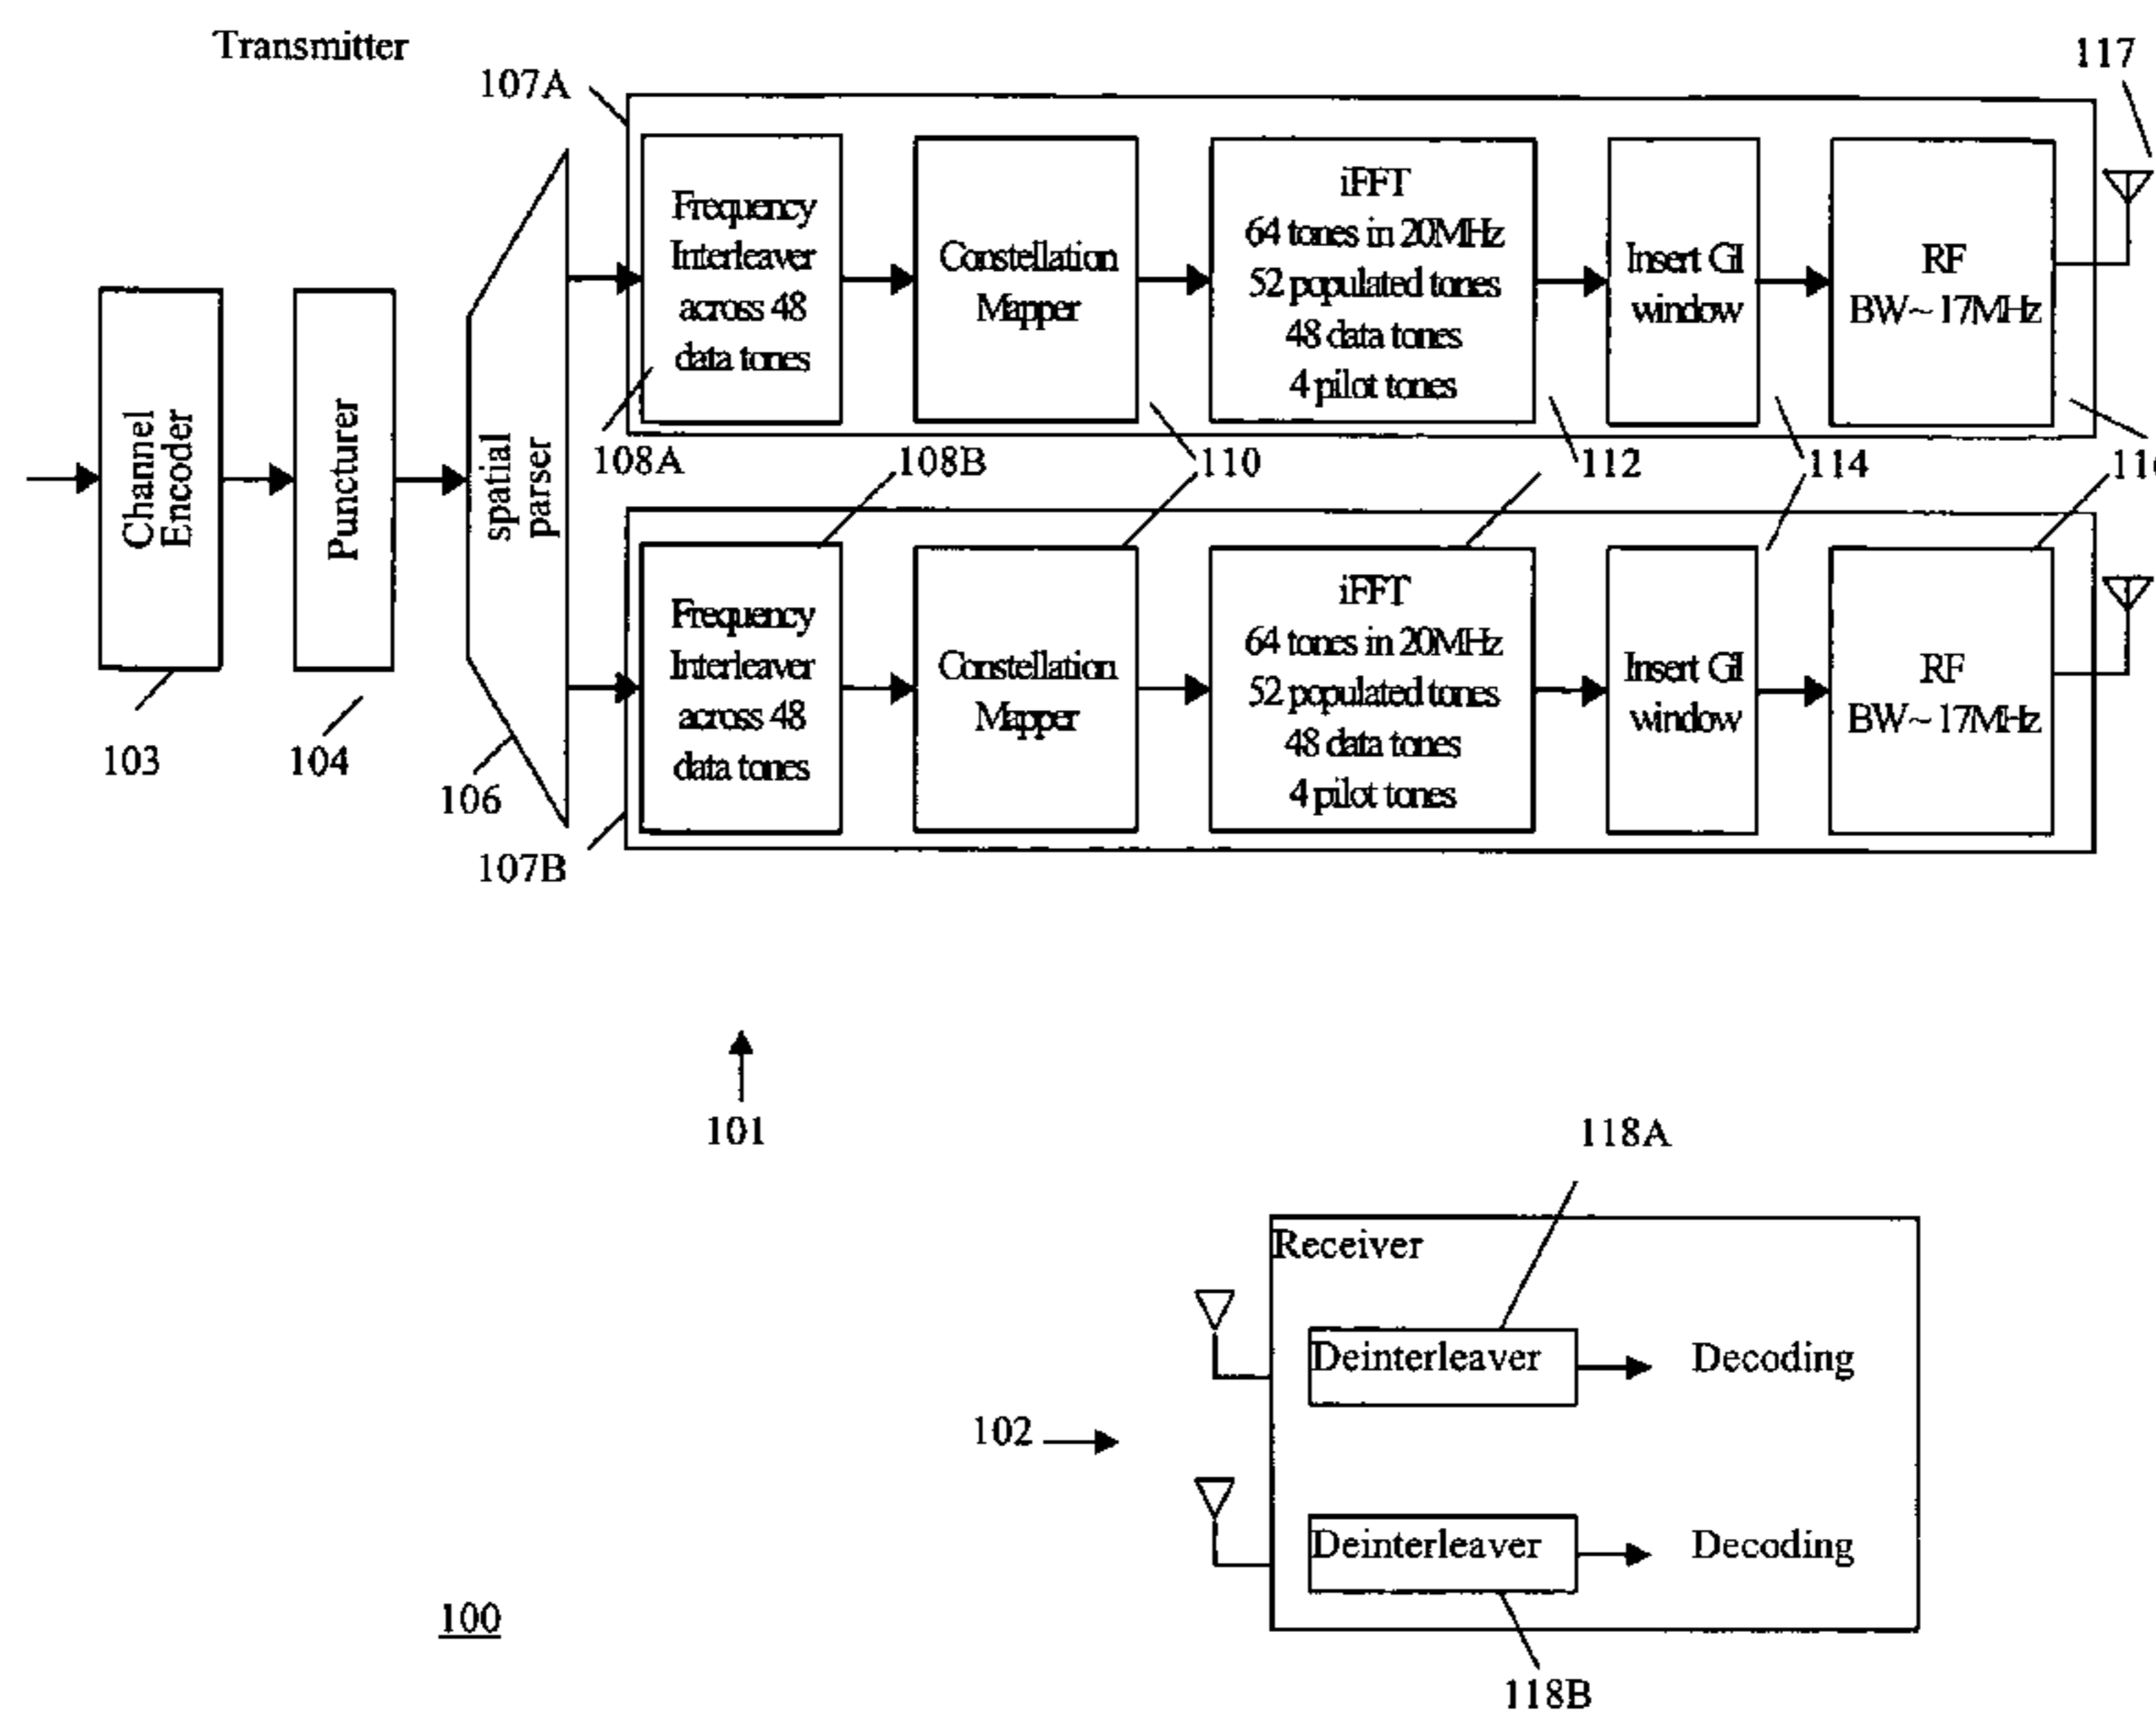 Transmitter
117
107A
Frequency
Interleaver
across 48
data tones
Constellation
Mapper
iFFT
64 tones in 20MHz
52 populated tones
48 data tones
4 pilot tones
Insert GI
window
RF
BW~17MHz
Channel
Encoder
Puncturer
spatial
parser
108A
108B
110
112
114
103
104
106
107B
Frequency
Interleaver
across 48
data tones
Constellation
Mapper
iFFT
64 tones in 20MHz
52 populated tones
48 data tones
4 pilot tones
Insert GI
window
RF
BW~17MHz
101
118A
Receiver
Deinterleaver
Decoding
102
Deinterleaver
Decoding
100
118B